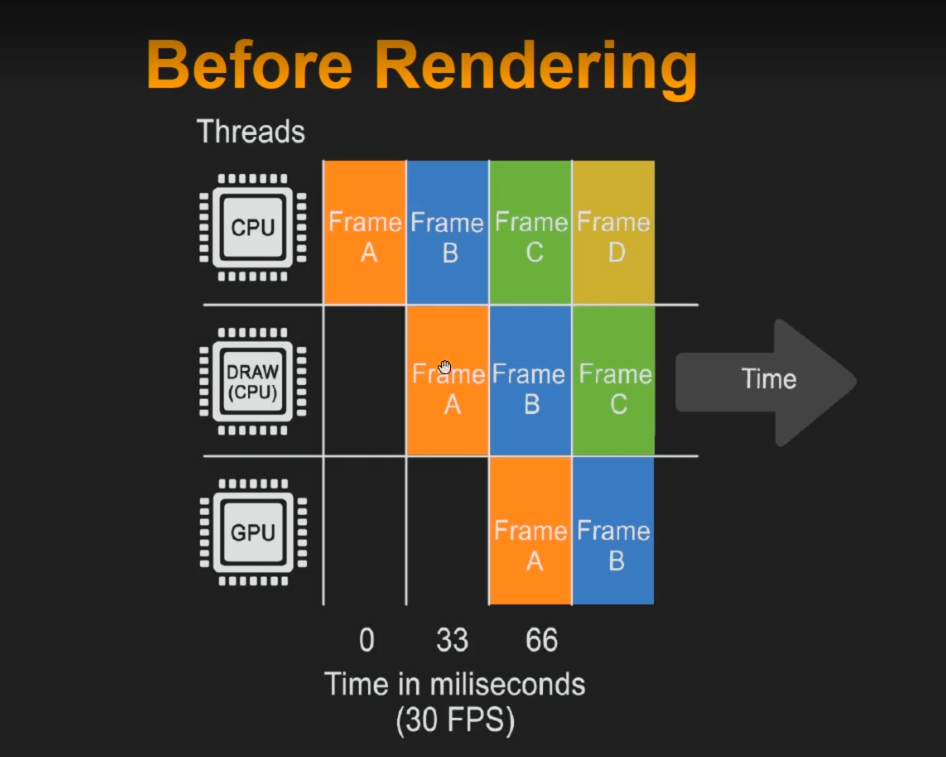 Before Rendering
Threads
CPU
Frame A
Frame B
Frame C
Frame D
DRAW (CPU)
Frame A
Frame B
Frame C
Time
GPU
Frame A
Frame B
0 33 66
Time in miliseconds
(30 FPS)